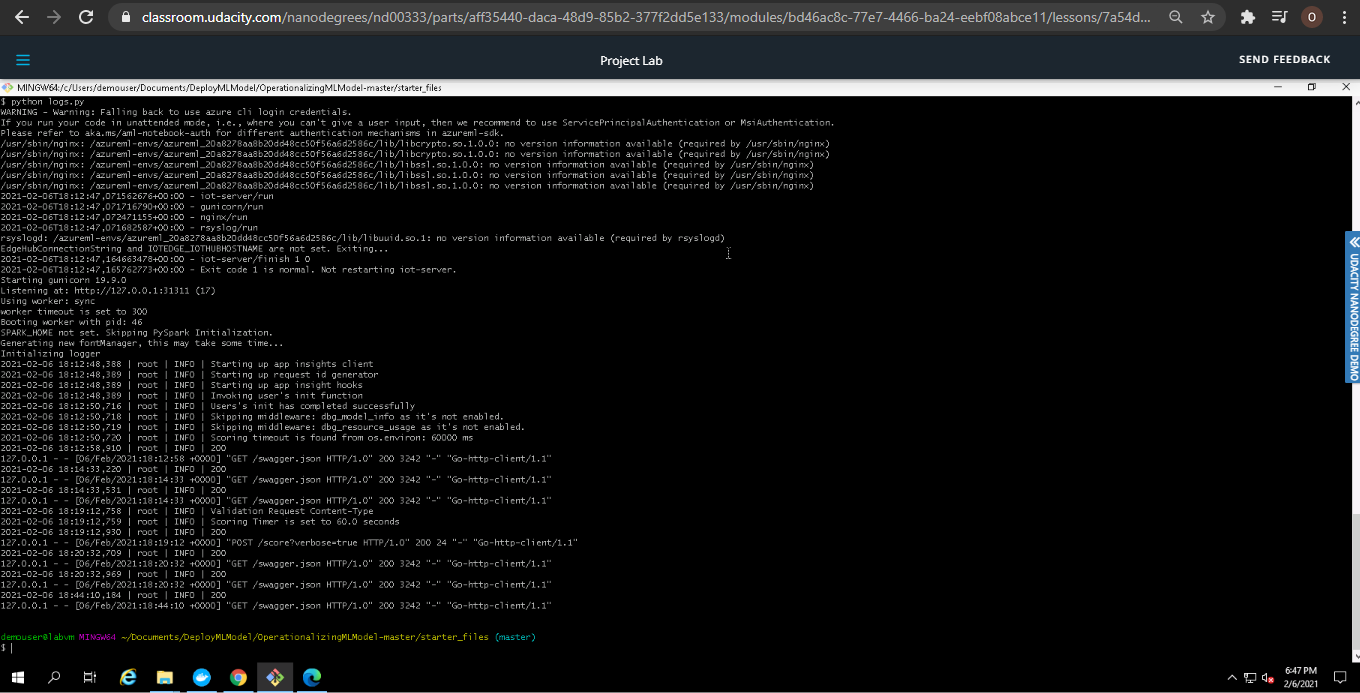 classroom.udacity.com/nanodegrees/nd00333/parts/aff35440-daca-48d9-85b2-377f2dd5e133/modules/bd46ac8c-77e7-4466-ba24-eebf08abce11/lessons/7a54d...
O
Project Lab
SEND FEEDBACK
MINGW64:/c/Users/demouser/Documents/DeployMLModel/OperationalizingMLModel-master/starter_files
$ python logs.py
WARNING - Warning: Falling back to use azure cli login credentials.
If you run your code in unattended mode, i.e., where you can't give a user input, then we recommend to use ServicePrincipalAuthentication or MsiAuthentication.
Please refer to aka.ms/aml-notebook-auth for different authentication mechanisms in azureml-sdk.
/usr/sbin/nginx: /azureml-envs/azureml_20a8278aa8b20dd48cc50f56a6d2586c/lib/libcrypto.so.1.0.0: no version information available (required by /usr/sbin/nginx)
/usr/sbin/nginx: /azureml-envs/azureml_20a8278aa8b20dd48cc50f56a6d2586c/lib/libcrypto.so.1.0.0: no version information available (required by /usr/sbin/nginx)
/usr/sbin/nginx: /azureml-envs/azureml_20a8278aa8b20dd48cc50f56a6d2586c/lib/libssl.so.1.0.0: no version information available (required by /usr/sbin/nginx)
/usr/sbin/nginx: /azureml-envs/azureml_20a8278aa8b20dd48cc50f56a6d2586c/lib/libssl.so.1.0.0: no version information available (required by /usr/sbin/nginx)
/usr/sbin/nginx: /azureml-envs/azureml_20a8278aa8b20dd48cc50f56a6d2586c/lib/libssl.so.1.0.0: no version information available (required by /usr/sbin/nginx)
2021-02-06T18:12:47,071562676+00:00 - iot-server/run
2021-02-06T18:12:47,071716790+00:00 - gunicorn/run
2021-02-06T18:12:47,072471155+00:00 - nginx/run
2021-02-06T18:12:47,071682587+00:00 - rsyslog/run
rsyslogd: /azureml-envs/azureml_20a8278aa8b20dd48cc50f56a6d2586c/lib/libuuid.so.1: no version information available (required by rsyslogd)
EdgeHubConnectionString and IOTEDGE_IOTHUBHOSTNAME are not set. Exiting...
2021-02-06T18:12:47,164663478+00:00 - iot-server/finish 1 0
2021-02-06T18:12:47,165762773+00:00 - Exit code 1 is normal. Not restarting iot-server.
Starting gunicorn 19.9.0
Listening at: http://127.0.0.1:31311 (17)
Using worker: sync
worker timeout is set to 300
Booting worker with pid: 46
SPARK_HOME not set. Skipping PySpark Initialization.
Generating new fontManager, this may take some time...
Initializing logger
2021-02-06 18:12:48,388 | root | INFO | Starting up app insights client
2021-02-06 18:12:48,389 | root | INFO | Starting up request id generator
2021-02-06 18:12:48,389 | root | INFO | Starting up app insight hooks
2021-02-06 18:12:48,389 | root | INFO | Invoking user's init function
2021-02-06 18:12:50,716 | root | INFO | Users's init has completed successfully
2021-02-06 18:12:50,718 | root | INFO | Skipping middleware: dbg_model_info as it's not enabled.
2021-02-06 18:12:50,719 | root | INFO | Skipping middleware: dbg_resource_usage as it's not enabled.
2021-02-06 18:12:50,720 | root | INFO | Scoring timeout is found from os.environ: 60000 ms
2021-02-06 18:12:58,910 | root | INFO | 200
127.0.0.1 - - [06/Feb/2021:18:12:58 +0000] "GET /swagger.json HTTP/1.0" 200 3242 "-" "Go-http-client/1.1"
2021-02-06 18:14:33,220 | root | INFO | 200
127.0.0.1 - - [06/Feb/2021:18:14:33 +0000] "GET /swagger.json HTTP/1.0" 200 3242 "-" "Go-http-client/1.1"
2021-02-06 18:14:33,531 | root | INFO | 200
127.0.0.1 - - [06/Feb/2021:18:14:33 +0000] "GET /swagger.json HTTP/1.0" 200 3242 "-" "Go-http-client/1.1"
2021-02-06 18:19:12,758 | root | INFO | Validation Request Content-Type
2021-02-06 18:19:12,759 | root | INFO | Scoring Timer is set to 60.0 seconds
2021-02-06 18:19:12,930 | root | INFO | 200
127.0.0.1 - - [06/Feb/2021:18:19:12 +0000] "POST /score?verbose=true HTTP/1.0" 200 24 "-" "Go-http-client/1.1"
2021-02-06 18:20:32,709 | root | INFO | 200
127.0.0.1 - - [06/Feb/2021:18:20:32 +0000] "GET /swagger.json HTTP/1.0" 200 3242 "-" "Go-http-client/1.1"
2021-02-06 18:20:32,969 | root | INFO | 200
127.0.0.1 - - [06/Feb/2021:18:20:32 +0000] "GET /swagger.json HTTP/1.0" 200 3242 "-" "Go-http-client/1.1"
2021-02-06 18:44:10,184 | root | INFO | 200
127.0.0.1 - - [06/Feb/2021:18:44:10 +0000] "GET /swagger.json HTTP/1.0" 200 3242 "-" "Go-http-client/1.1"
demouser@labvm MINGW64 ~/Documents/DeployMLModel/OperationalizingMLModel-master/starter_files (master)
$
UDACITY NANODEGREE DEMO
6:47 PM
2/6/2021